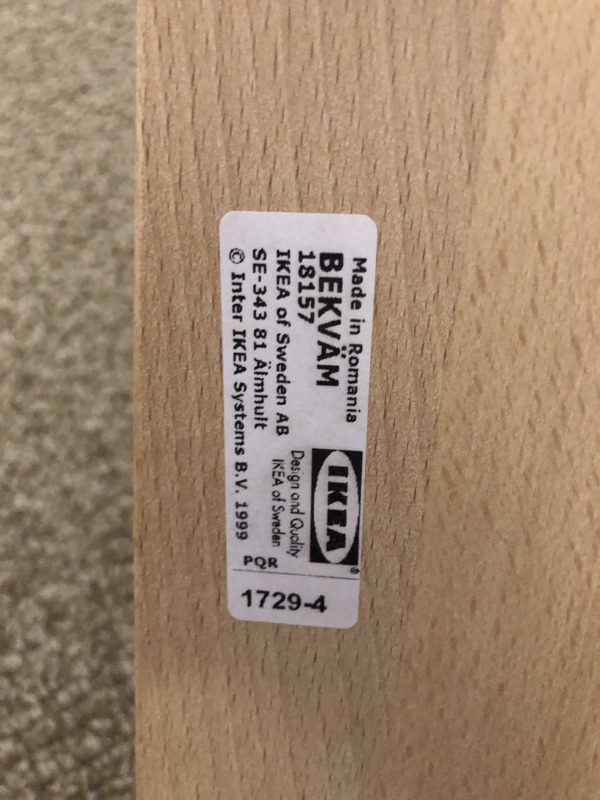 Made in Romania
BEKVÄM
18157
IKEA of Sweden AB
SE-343 81 Älmhult
© Inter IKEA Systems B.V. 1999
IKEA®
Design and Quality
IKEA of Sweden
PQR
1729-4